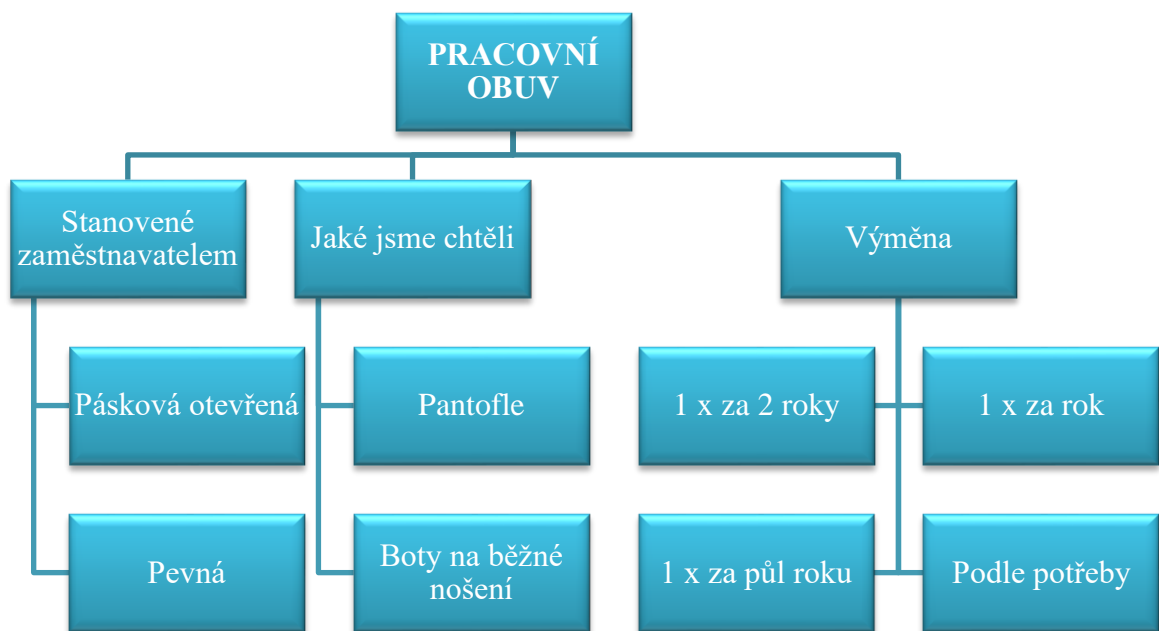 PRACOVNÍ
OBUV
Stanovené
zaměstnavatelem
Jaké jsme chtěli
Výměna
Pásková otevřená
Pantofle
1 x za 2 roky
1 x za rok
Pevná
Boty na běžné
nošení
1 x za půl roku
Podle potřeby